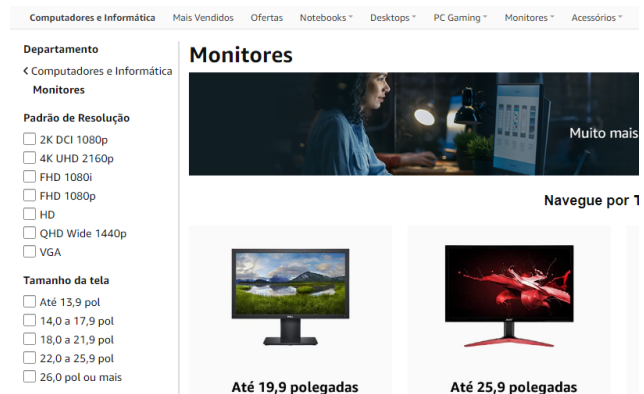 Computadores e Informática Mais Vendidos Ofertas Notebooks Desktops PC Gaming Monitores Acessórios
Departamento
Computadores e Informática
Monitores
Padrão de Resolução
2K DCI 1080p
4K UHD 2160p
FHD 1080i
FHD 1080p
HD
QHD Wide 1440p
VGA
Tamanho da tela
Até 13,9 pol
14,0 a 17,9 pol
18,0 a 21,9 pol
22,0 a 25,9 pol
26,0 pol ou mais
Monitores
Muito mais
Navegue por T
Até 19,9 polegadas
Até 25,9 polegadas